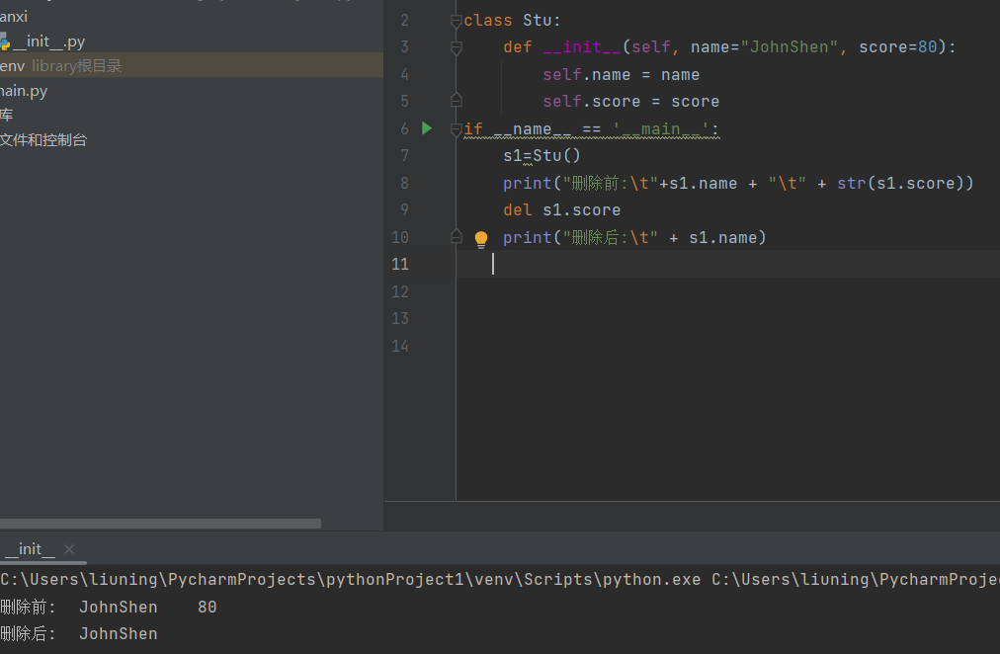 anxi
__init__.py
env library根目录
main.py
库
文件和控制台
2 class Stu:
3 def __init__(self, name="JohnShen", score=80):
4 self.name = name
5 self.score = score
6 if __name__ == '__main__':
7 s1=Stu()
8 print("删除前:\t"+s1.name + "\t" + str(s1.score))
9 del s1.score
10 print("删除后:\t" + s1.name)
11
12
13
14
__init__ ×
C:\Users\liuning\PycharmProjects\pythonProject1\venv\Scripts\python.exe C:\Users\liuning\PycharmProje
删除前: JohnShen 80
删除后: JohnShen